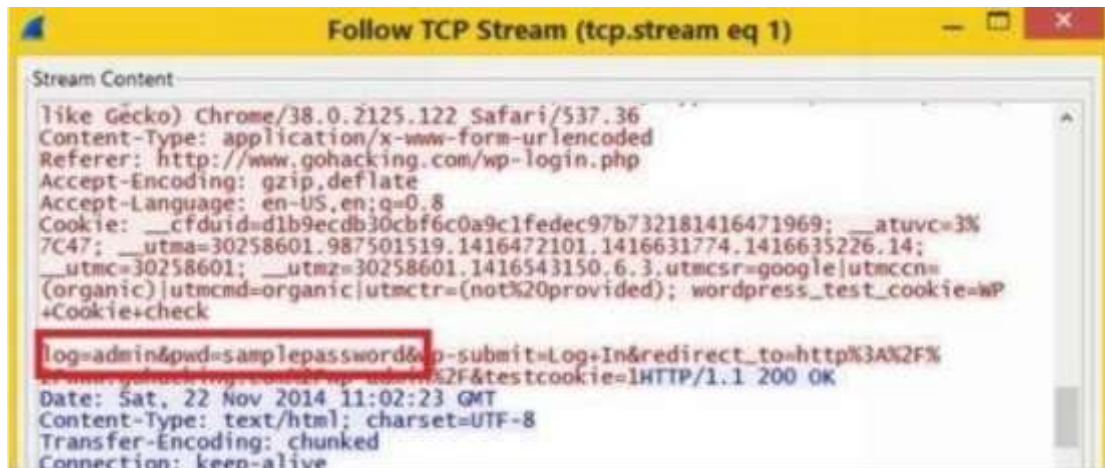 Follow TCP Stream (tcp.stream eq 1)
Stream Content
like Gecko) Chrome/38.0.2125.122 Safari/537.36
Content-Type: application/x-www-form-urlencoded
Referer: http://www.gohacking.com/wp-login.php
Accept-Encoding: gzip,deflate
Accept-Language: en-US,en;q=0.8
Cookie: __cfduid=d1b9ecdb30cbf6c0a9c1fedec97b732181416471969; __atuvc=3%
7C47; __utma=30258601.987501519.1416472101.1416631774.1416635226.14;
__utmc=30258601; __utmz=30258601.1416543150.6.3.utmcsr=google|utmccn=
(organic)|utmcmd=organic|utmctr=(not%20provided); wordpress_test_cookie=WP
+Cookie+check
log=admin&pwd=samplepassword&wp-submit=Log+In&redirect_to=http%3A%2F%
2Fwww.gohacking.com%2Fwp-admin%2F&testcookie=1HTTP/1.1 200 OK
Date: Sat, 22 Nov 2014 11:02:23 GMT
Content-Type: text/html; charset=UTF-8
Transfer-Encoding: chunked
Connection: keep-alive